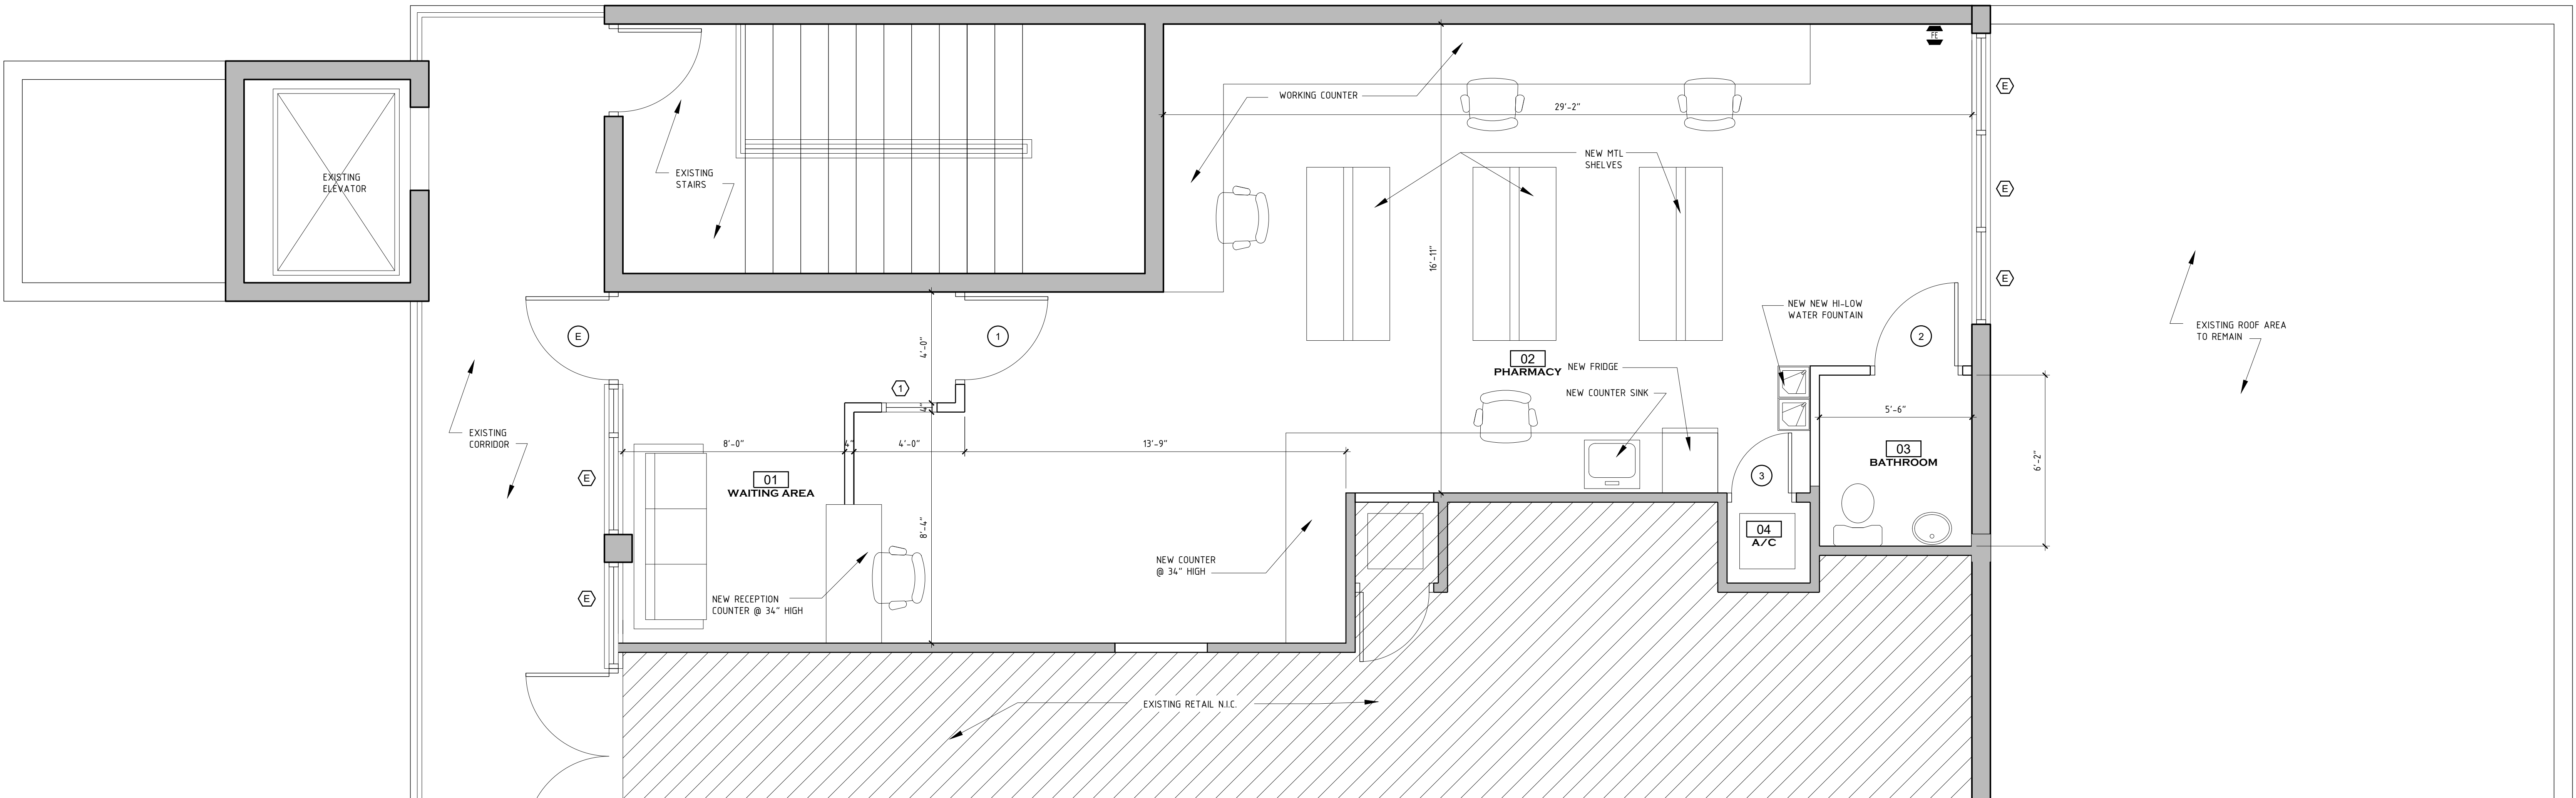 FE
E
WORKING COUNTER
29'-2"
EXISTING
ELEVATOR
EXISTING
STAIRS
NEW MTL
SHELVES
E
16'-11"
E
E
1
4'-0"
NEW NEW HI-LOW
WATER FOUNTAIN
2
EXISTING ROOF AREA
TO REMAIN
02
PHARMACY
NEW FRIDGE
1
4"
NEW COUNTER SINK
5'-6"
EXISTING
CORRIDOR
8'-0"
4"
4'-0"
13'-9"
03
BATHROOM
6'-2"
E
01
WAITING AREA
3
8'-4"
04
A/C
NEW COUNTER
@ 34" HIGH
E
NEW RECEPTION
COUNTER @ 34" HIGH
EXISTING RETAIL N.I.C.